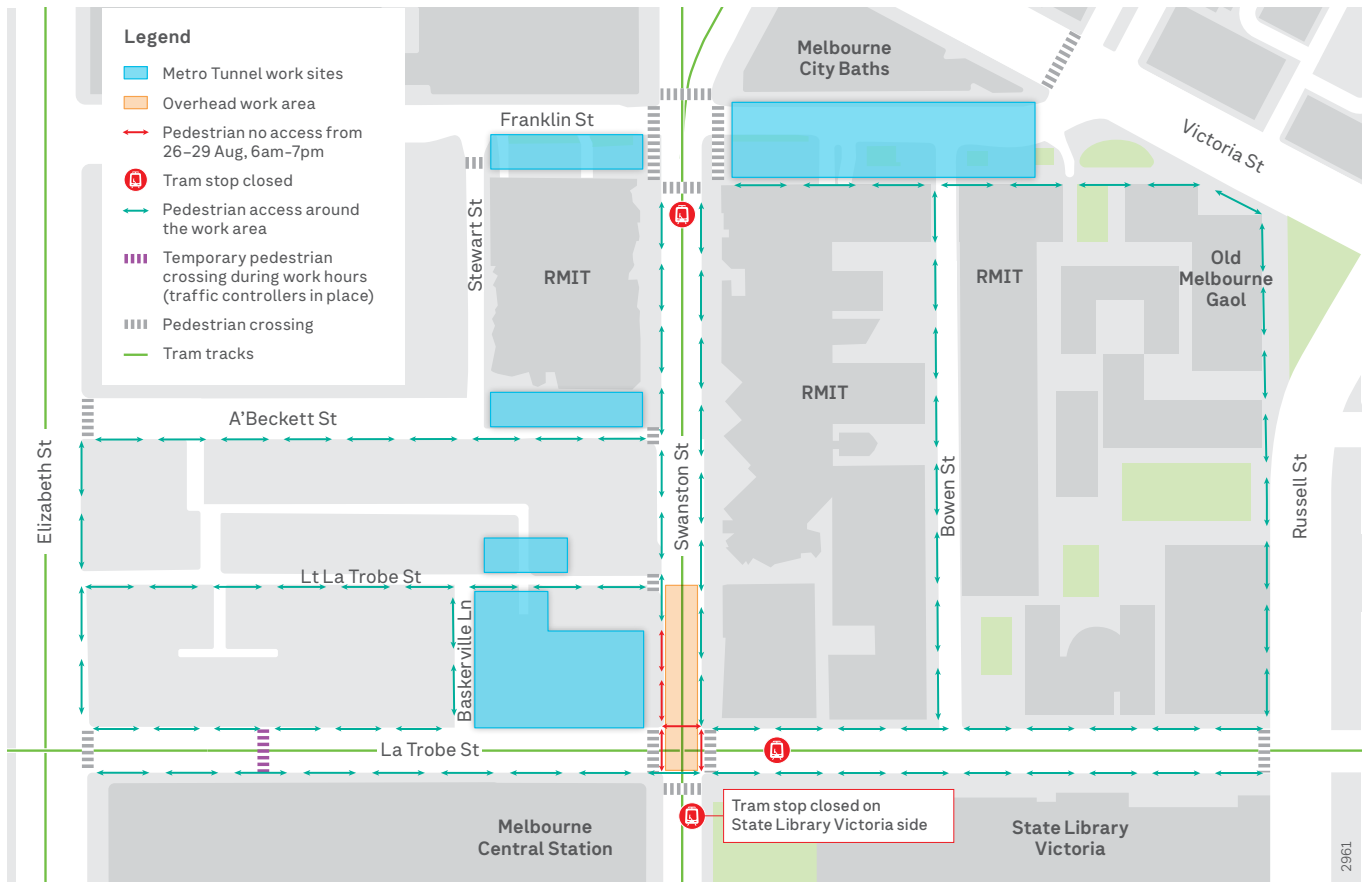 Legend
Metro Tunnel work sites
Overhead work area
Pedestrian no access from
26–29 Aug, 6am-7pm
Tram stop closed
Pedestrian access around
the work area
Temporary pedestrian
crossing during work hours
(traffic controllers in place)
Pedestrian crossing
Tram tracks
Melbourne
City Baths
Franklin St
Victoria St
Stewart St
RMIT
RMIT
Old
Melbourne
Gaol
RMIT
A'Beckett St
Elizabeth St
Swanston St
Bowen St
Russell St
Lt La Trobe St
Baskerville Ln
La Trobe St
Tram stop closed on
State Library Victoria side
Melbourne
Central Station
State Library
Victoria
2961